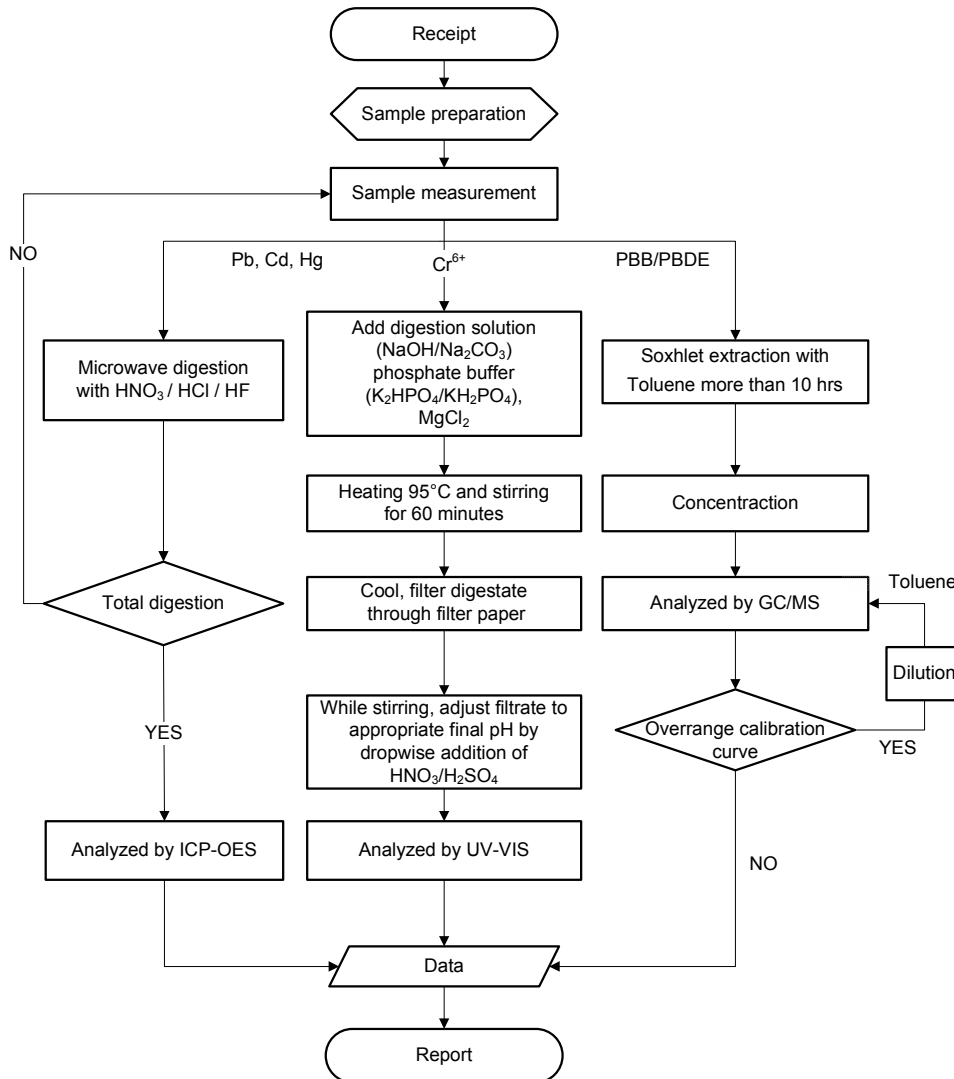 Receipt
Sample preparation
Sample measurement
NO
Pb, Cd, Hg
Cr⁶⁺
PBB/PBDE
Microwave digestion
with HNO₃ / HCl / HF
Add digestion solution
(NaOH/Na₂CO₃)
phosphate buffer
(K₂HPO₄/KH₂PO₄),
MgCl₂
Soxhlet extraction with
Toluene more than 10 hrs
Heating 95°C and stirring
for 60 minutes
Concentraction
Total digestion
Cool, filter digestate
through filter paper
Analyzed by GC/MS
Toluene
Dilution
YES
While stirring, adjust filtrate to
appropriate final pH by
dropwise addition of
HNO₃/H₂SO₄
Overrange calibration
curve
YES
Analyzed by ICP-OES
Analyzed by UV-VIS
NO
Data
Report